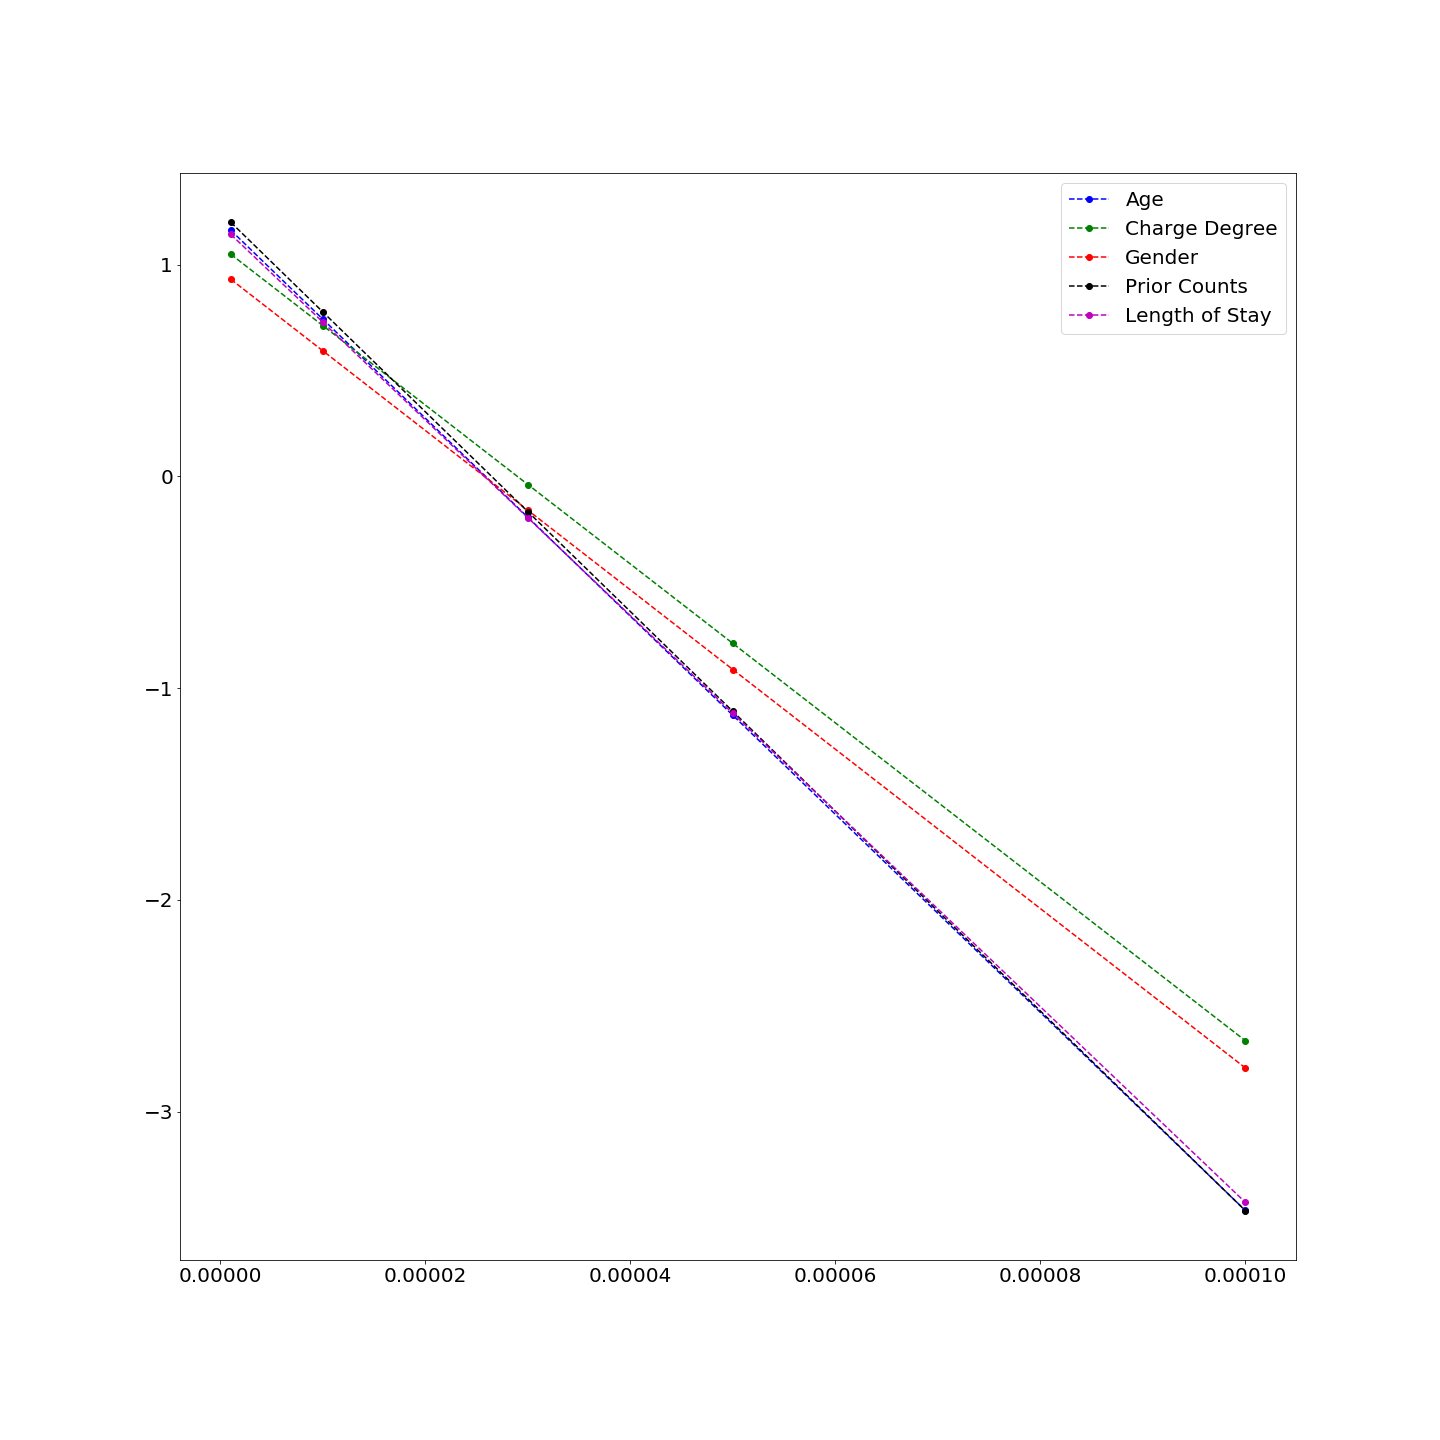 Age
Charge Degree
Gender
Prior Counts
Length of Stay
1
0
−1
−2
−3
0.00000 0.00002 0.00004 0.00006 0.00008 0.00010